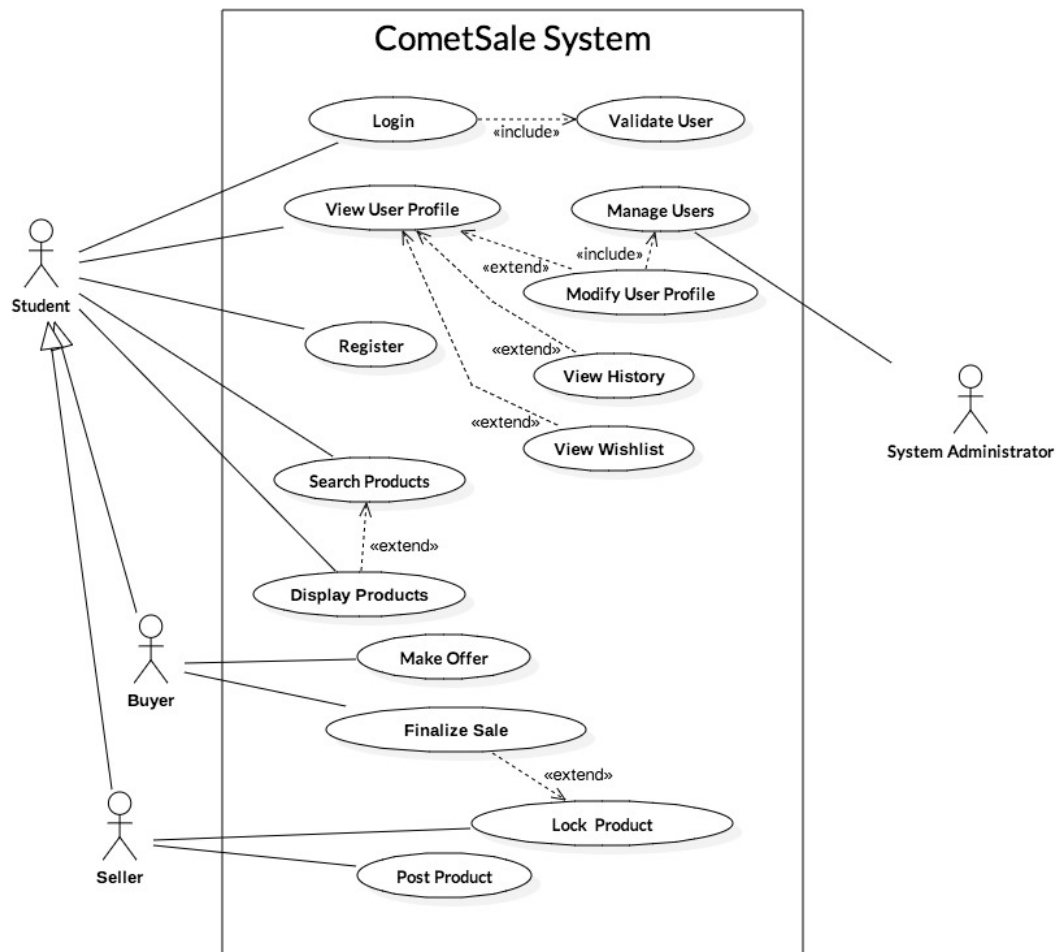 CometSale System
Login
«include»
Validate User
View User Profile
Manage Users
«extend»
«include»
Modify User Profile
Student
Register
«extend»
View History
«extend»
View Wishlist
System Administrator
Search Products
«extend»
Display Products
Make Offer
Buyer
Finalize Sale
«extend»
Lock Product
Seller
Post Product